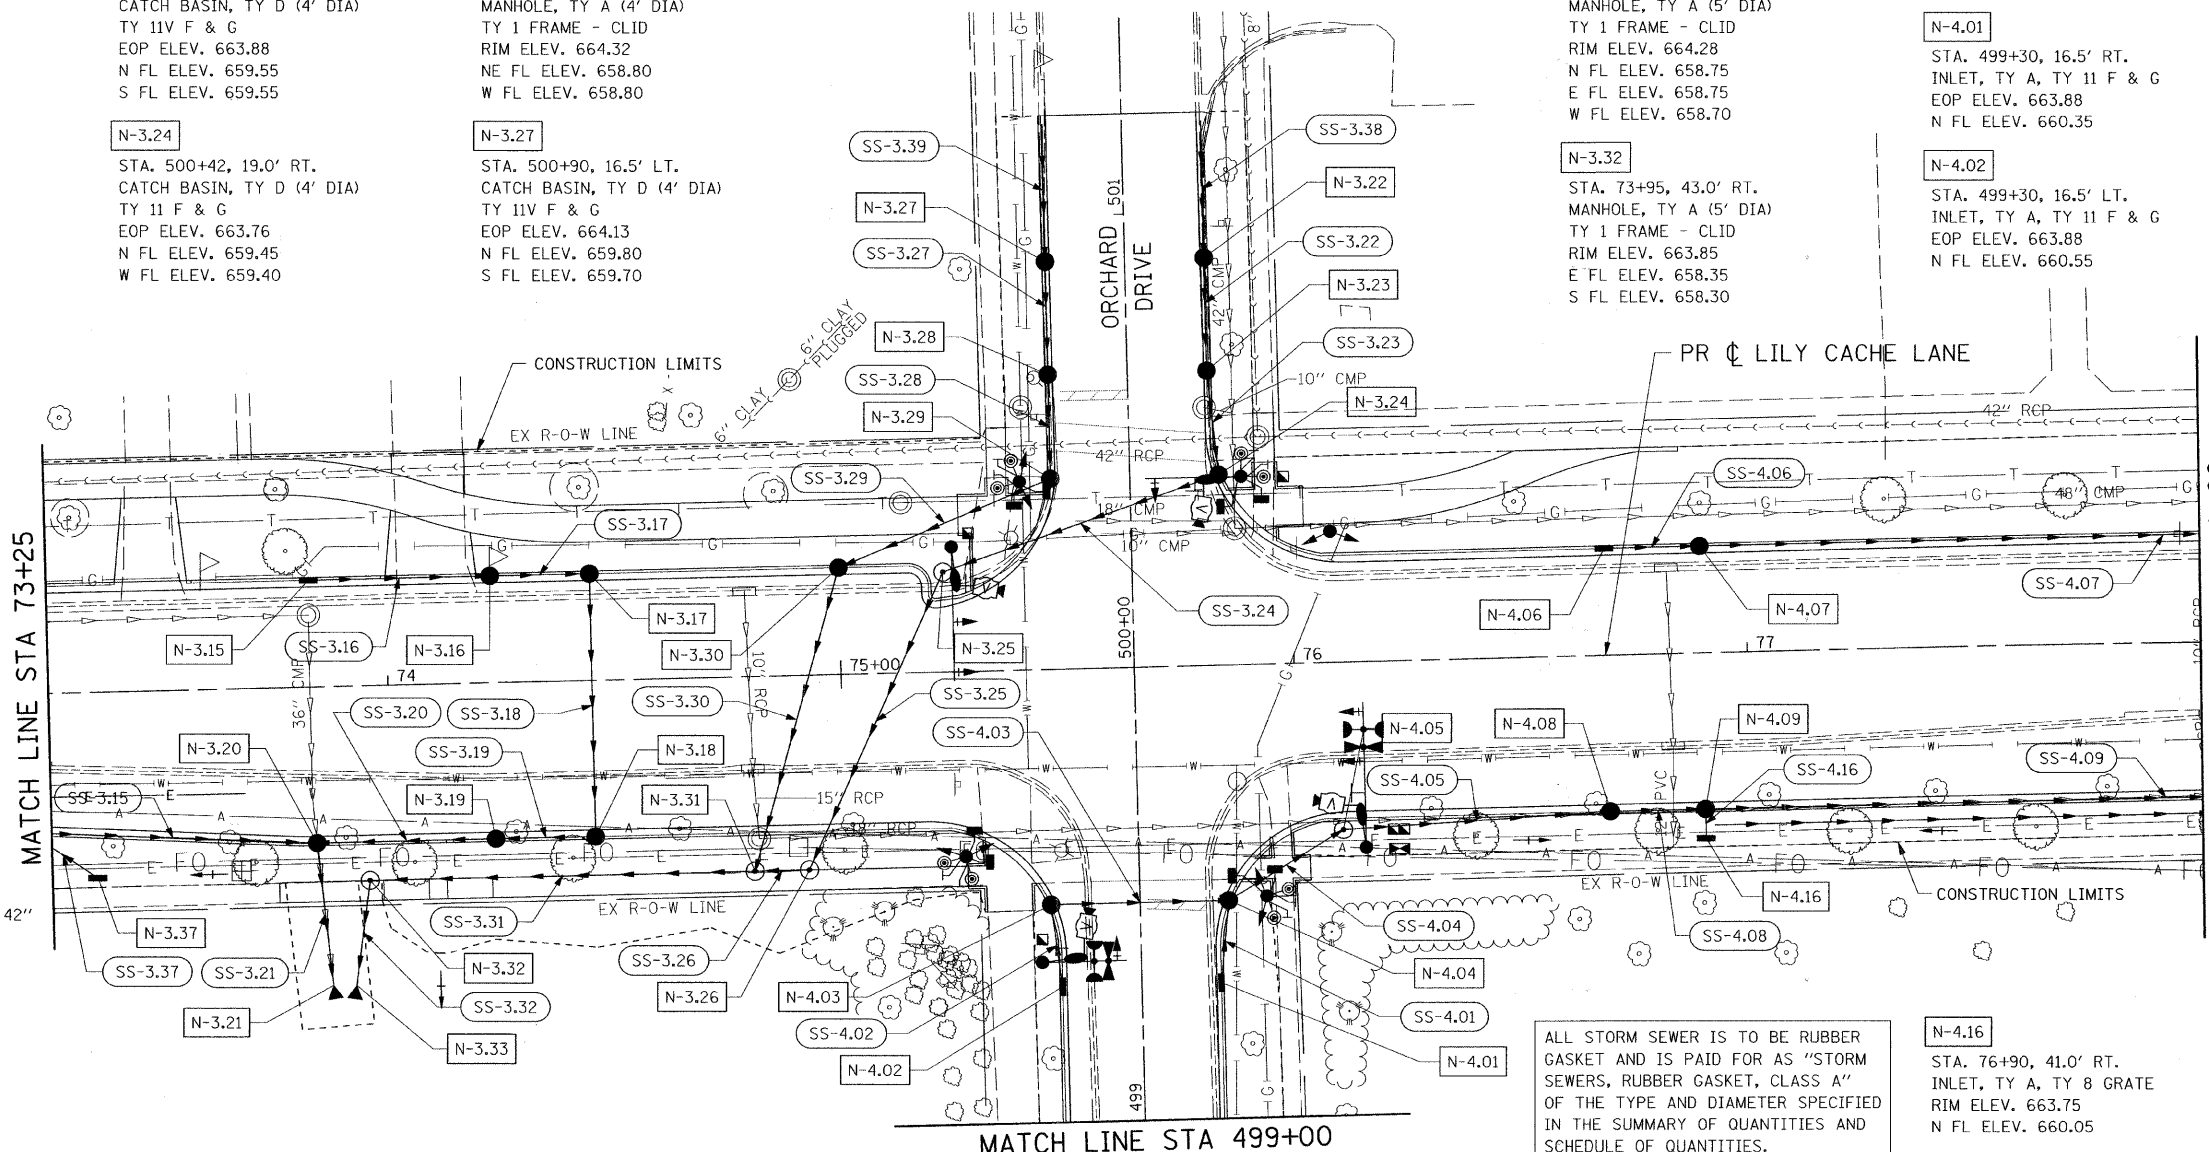 CATCH BASIN, TY D (4' DIA)
TY 11V F & G
EOP ELEV. 663.88
N FL ELEV. 659.55
S FL ELEV. 659.55
N-3.24
STA. 500+42, 19.0' RT.
CATCH BASIN, TY D (4' DIA)
TY 11 F & G
EOP ELEV. 663.76
N FL ELEV. 659.45
W FL ELEV. 659.40
MANHOLE, TY A (4' DIA)
TY 1 FRAME - CLID
RIM ELEV. 664.32
NE FL ELEV. 658.80
W FL ELEV. 658.80
N-3.27
STA. 500+90, 16.5' LT.
CATCH BASIN, TY D (4' DIA)
TY 11V F & G
EOP ELEV. 664.13
N FL ELEV. 659.80
S FL ELEV. 659.70
MANHOLE, TY A (5' DIA)
TY 1 FRAME - CLID
RIM ELEV. 664.28
N FL ELEV. 658.75
E FL ELEV. 658.75
W FL ELEV. 658.70
N-3.32
STA. 73+95, 43.0' RT.
MANHOLE, TY A (5' DIA)
TY 1 FRAME - CLID
RIM ELEV. 663.85
E FL ELEV. 658.35
S FL ELEV. 658.30
N-4.01
STA. 499+30, 16.5' RT.
INLET, TY A, TY 11 F & G
EOP ELEV. 663.88
N FL ELEV. 660.35
N-4.02
STA. 499+30, 16.5' LT.
INLET, TY A, TY 11 F & G
EOP ELEV. 663.88
N FL ELEV. 660.55
SS-3.39
N-3.27
SS-3.27
N-3.28
SS-3.28
N-3.29
SS-3.29
SS-3.38
N-3.22
SS-3.22
N-3.23
SS-3.23
N-3.24
8"
42" CMP
10" CMP
501
ORCHARD
DRIVE
6" CLAY
PLUGGED
6" CLAY
CONSTRUCTION LIMITS
EX R-O-W LINE
PR ℄ LILY CACHE LANE
42" RCP
42" RCP
18" CMP
10" CMP
48" CMP
SS-4.06
SS-4.07
N-4.06
N-4.07
SS-3.17
SS-3.24
MATCH LINE STA 73+25
N-3.15
SS-3.16
N-3.16
N-3.17
N-3.30
N-3.25
500+00
36" CMP
74
75+00
76
77
10" RCP
10" RCP
SS-3.20
SS-3.18
SS-3.30
SS-3.25
SS-4.03
N-3.20
SS-3.19
N-3.18
N-4.05
N-4.08
N-4.09
SS-3.15
N-3.19
N-3.31
15" RCP
SS-4.05
SS-4.16
SS-4.09
EX R-O-W LINE
EX R-O-W LINE
CONSTRUCTION LIMITS
42"
N-3.37
SS-3.37
SS-3.21
SS-3.31
N-3.32
SS-3.26
SS-4.04
N-4.16
SS-4.08
N-3.21
SS-3.32
N-3.33
N-3.26
N-4.03
SS-4.02
N-4.02
N-4.04
SS-4.01
N-4.01
499
MATCH LINE STA 499+00
ALL STORM SEWER IS TO BE RUBBER
GASKET AND IS PAID FOR AS "STORM
SEWERS, RUBBER GASKET, CLASS A"
OF THE TYPE AND DIAMETER SPECIFIED
IN THE SUMMARY OF QUANTITIES AND
SCHEDULE OF QUANTITIES.
N-4.16
STA. 76+90, 41.0' RT.
INLET, TY A, TY 8 GRATE
RIM ELEV. 663.75
N FL ELEV. 660.05